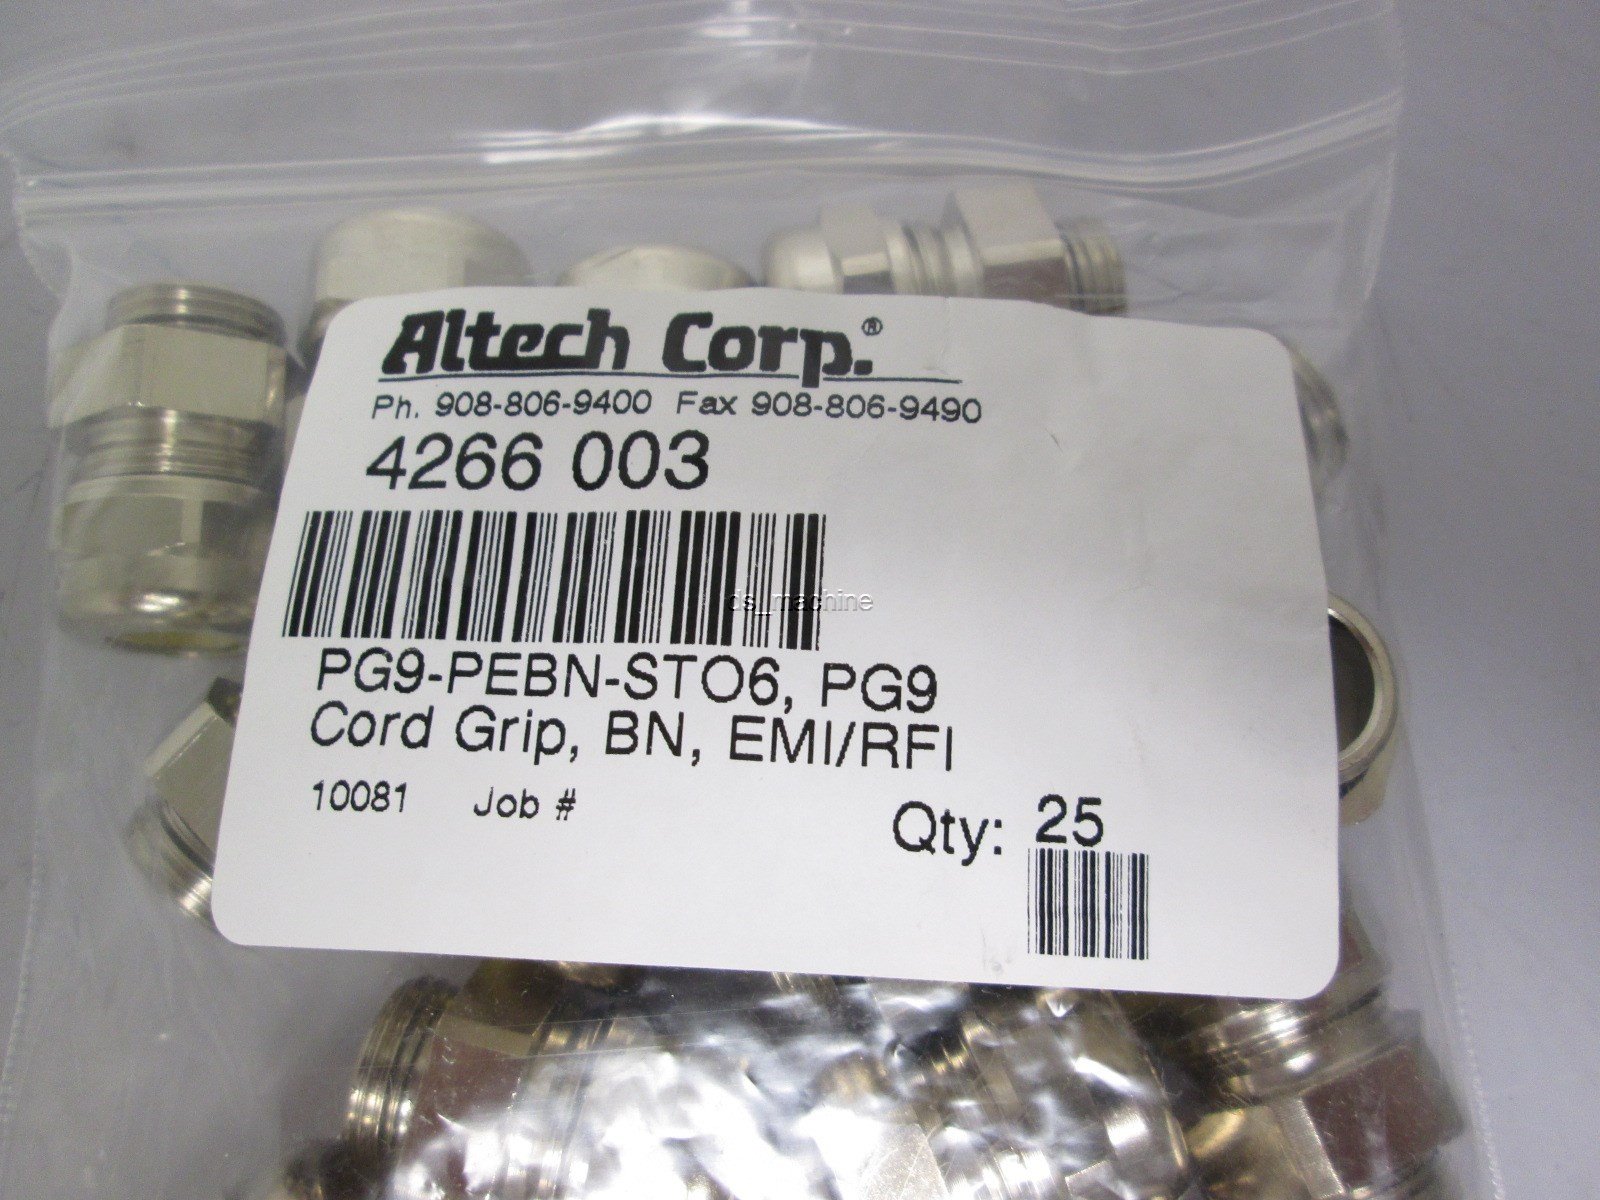 Altech Corp.®
Ph. 908-806-9400 Fax 908-806-9490
4266 003
ds_machine
PG9-PEBN-STO6, PG9
Cord Grip, BN, EMI/RFI
10081 Job #
Qty: 25